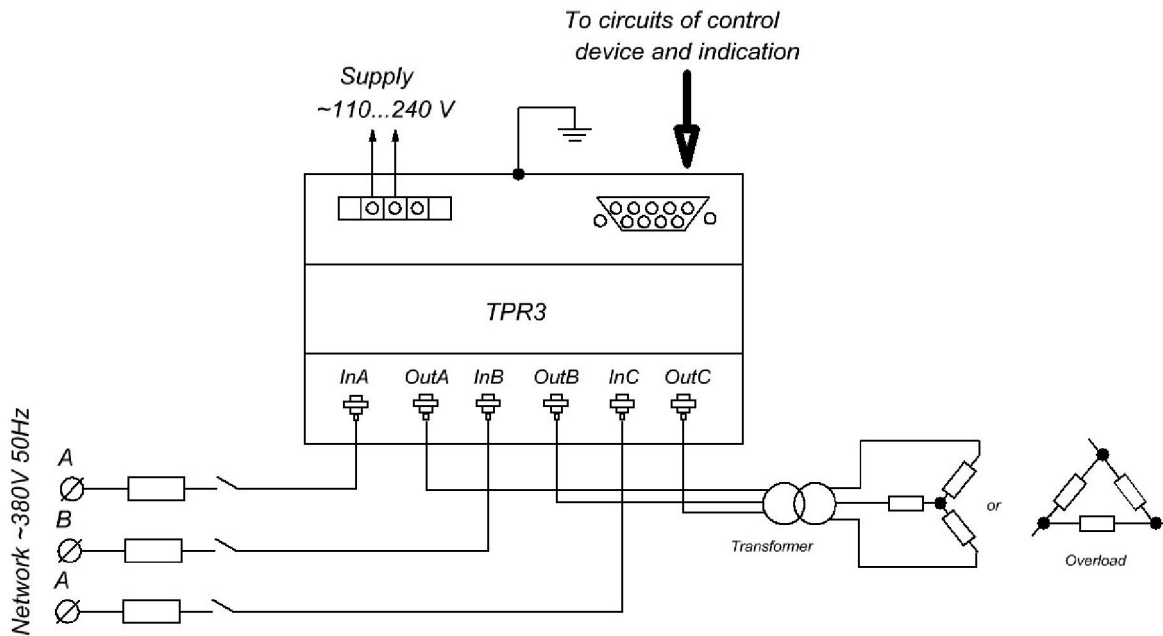 To circuits of control
device and indication
Supply
~110...240 V
TPR3
InA OutA InB OutB InC OutC
Network ~380V 50Hz
A
B
A
Transformer
or
Overload